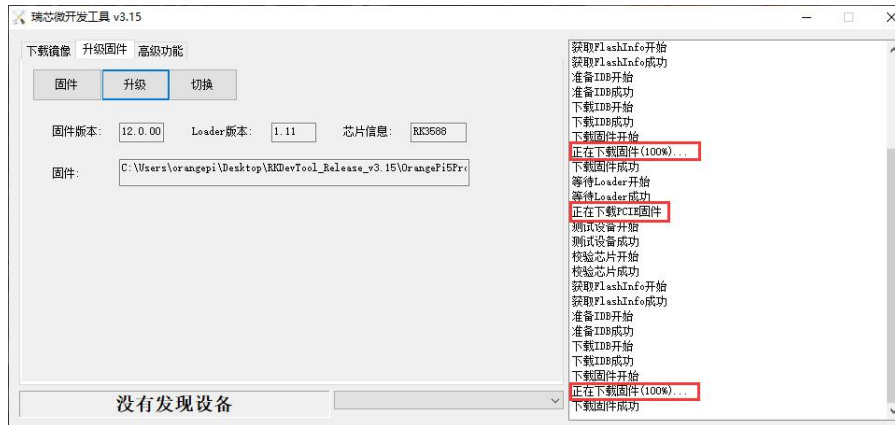 瑞芯微开发工具 v3.15
下载镜像 升级固件 高级功能
固件 升级 切换
固件版本: 12.0.00 Loader版本: 1.11 芯片信息: RK3588
固件: C:\Users\orangepi\Desktop\RKDevTool_Release_v3.15\OrangePi5Pro
没有发现设备
获取FlashInfo开始
获取FlashInfo成功
准备IDB开始
准备IDB成功
下载IDB开始
下载IDB成功
下载固件开始
正在下载固件(100%)...
下载固件成功
等待Loader开始
等待Loader成功
正在下载PCIE固件
测试设备开始
测试设备成功
校验芯片开始
校验芯片成功
获取FlashInfo开始
获取FlashInfo成功
准备IDB开始
准备IDB成功
下载IDB开始
下载IDB成功
下载固件开始
正在下载固件(100%)...
下载固件成功